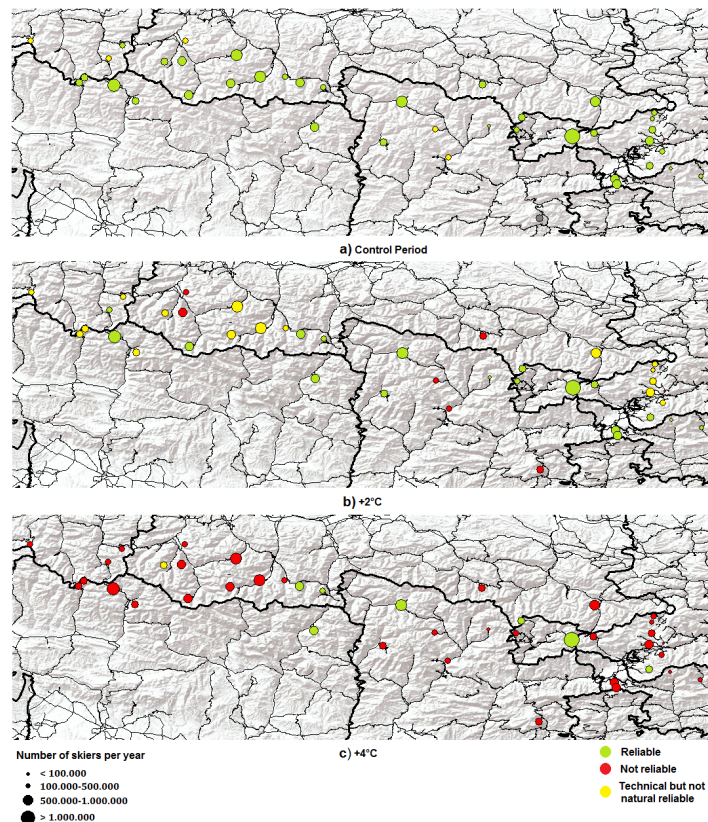 a) Control Period
b) +2°C
c) +4°C
Number of skiers per year
< 100.000
100.000-500.000
500.000-1.000.000
> 1.000.000
Reliable
Not reliable
Technical but not
natural reliable